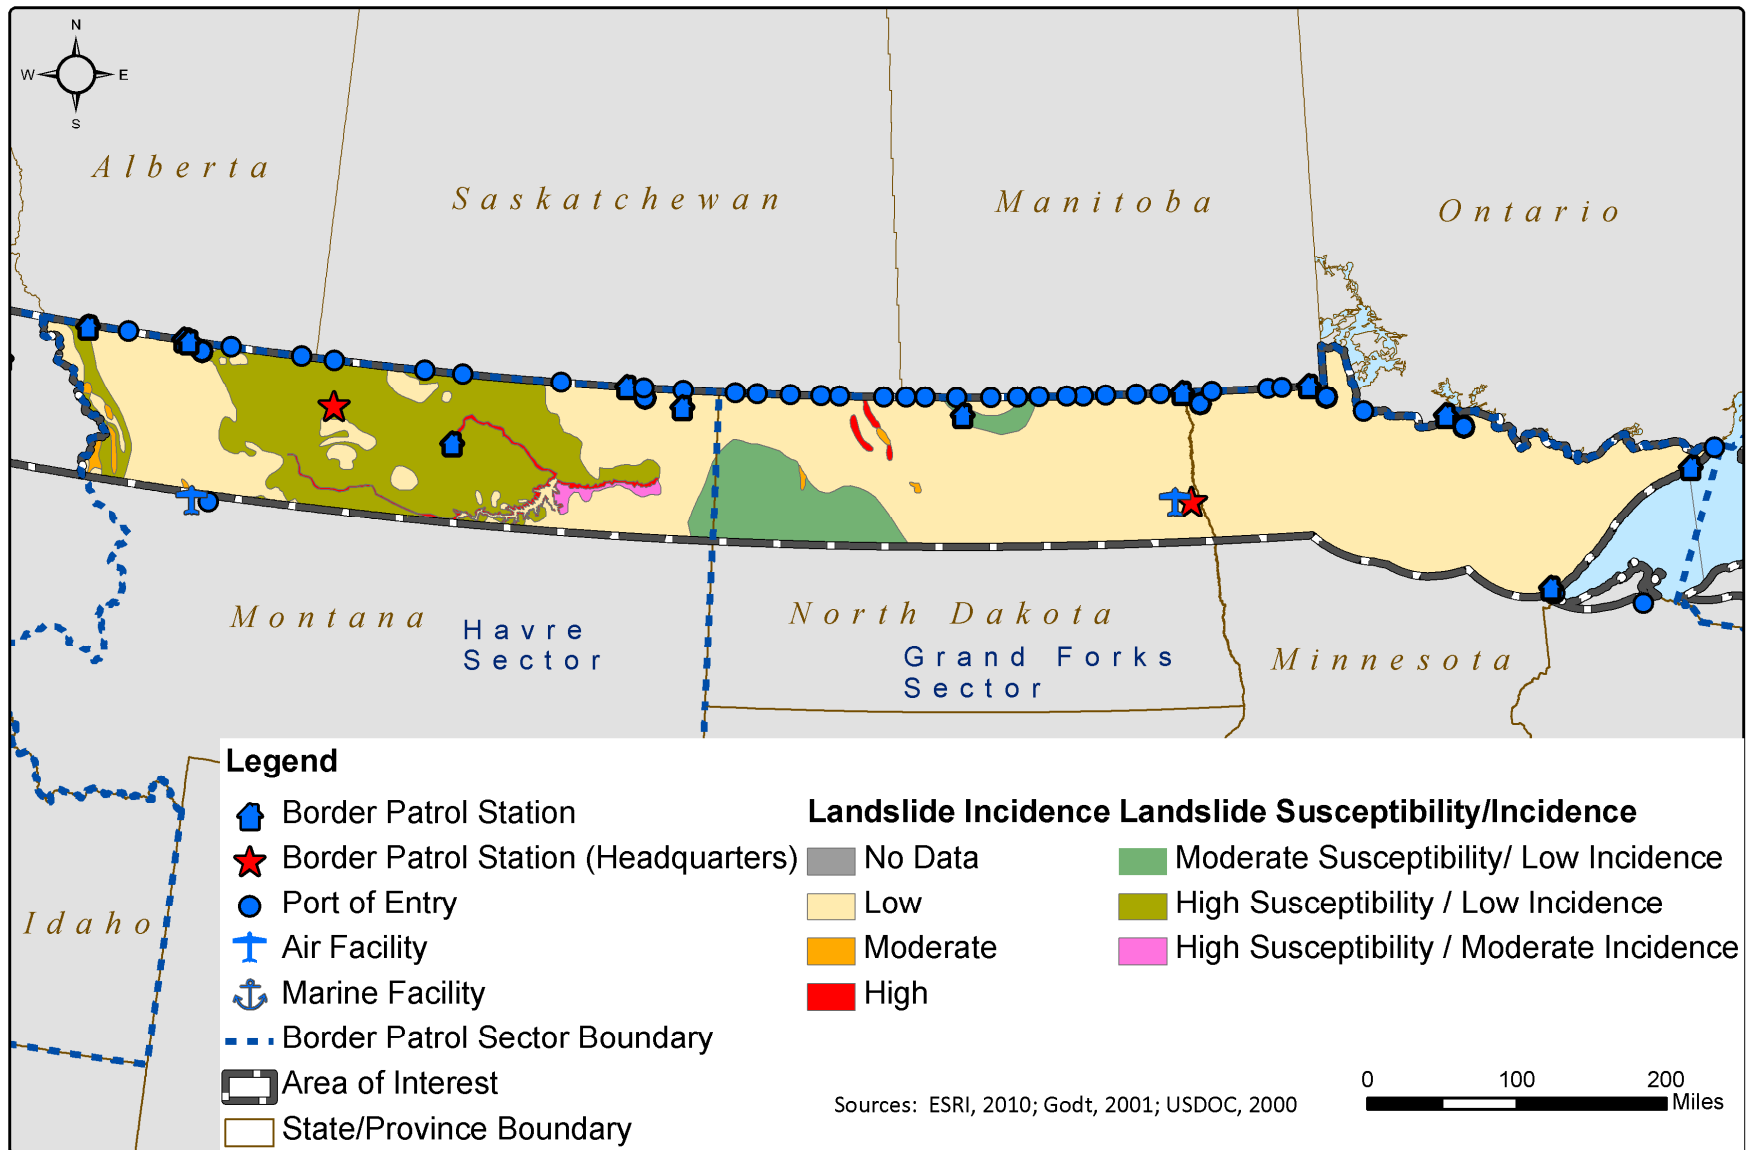 N
W E
S
Alberta
Saskatchewan
Manitoba
Ontario
Montana
North Dakota
Havre
Sector
Grand Forks
Sector
Minnesota
Idaho
Legend
Border Patrol Station
Border Patrol Station (Headquarters)
Port of Entry
Air Facility
Marine Facility
Border Patrol Sector Boundary
Area of Interest
State/Province Boundary
Landslide Incidence
No Data
Low
Moderate
High
Landslide Susceptibility/Incidence
Moderate Susceptibility/ Low Incidence
High Susceptibility / Low Incidence
High Susceptibility / Moderate Incidence
Sources: ESRI, 2010; Godt, 2001; USDOC, 2000
0 100 200
Miles